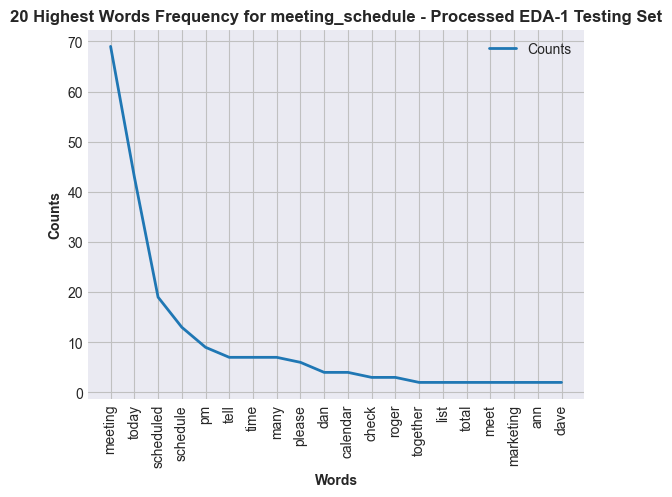 20 Highest Words Frequency for meeting_schedule - Processed EDA-1 Testing Set
Counts
70
60
50
40
30
20
10
0
Counts
meeting
today
scheduled
schedule
pm
tell
time
many
please
dan
calendar
check
roger
together
list
total
meet
marketing
ann
dave
Words